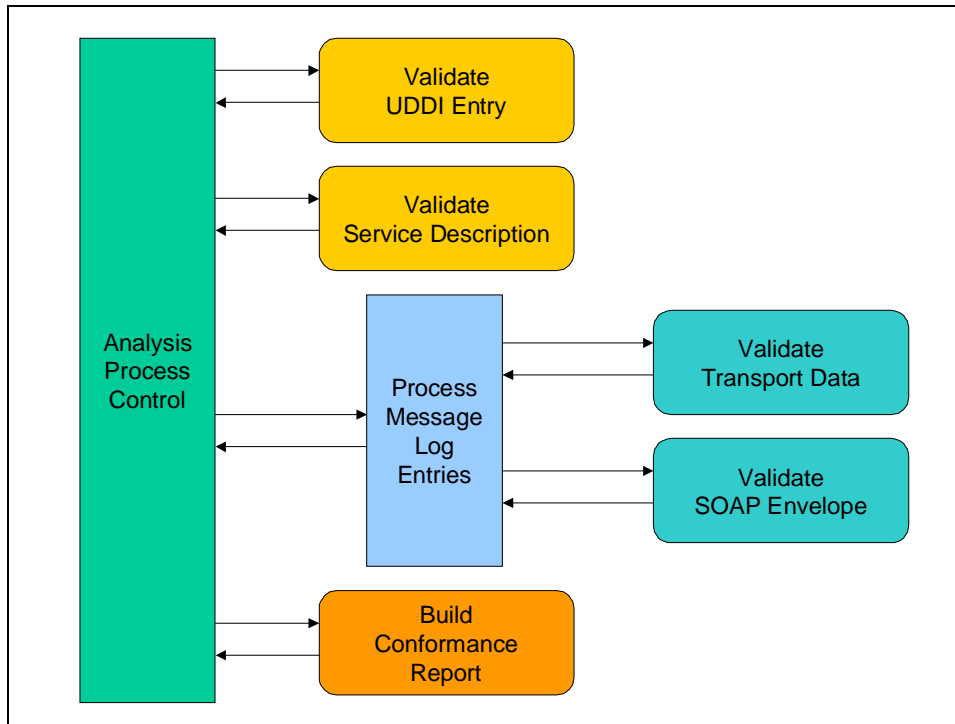 Validate
UDDI Entry
Validate
Service Description
Analysis
Process
Control
Process
Message
Log
Entries
Validate
Transport Data
Validate
SOAP Envelope
Build
Conformance
Report